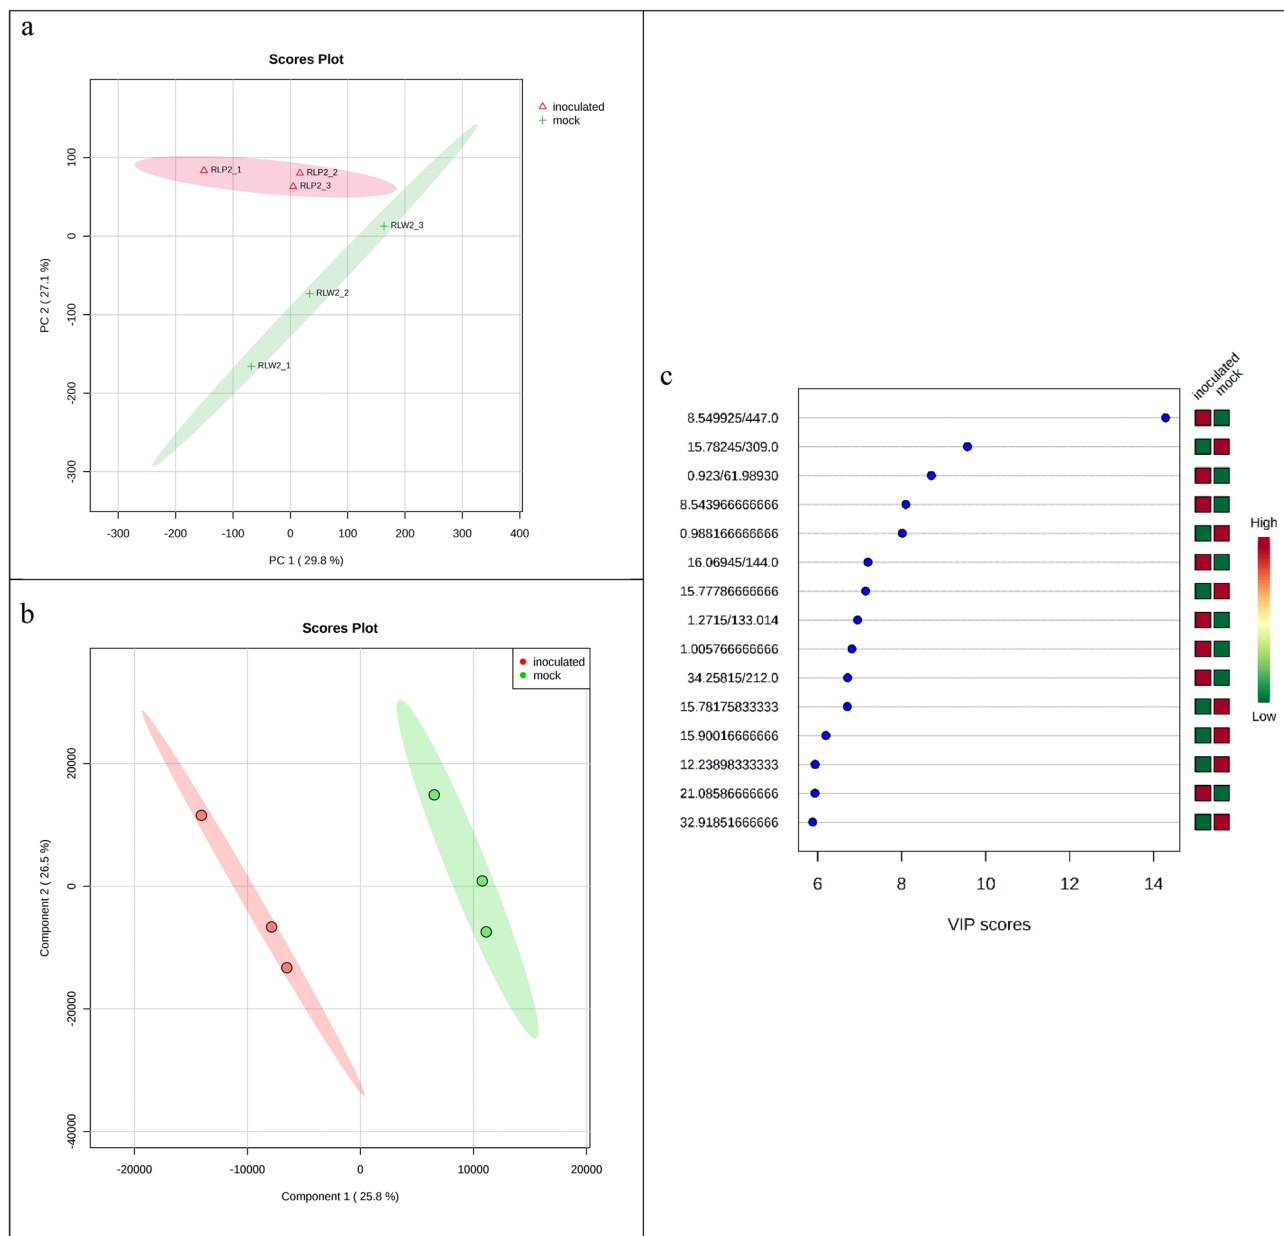 a
Scores Plot
inoculated
mock
RLP2_1
RLP2_2
RLP2_3
RLW2_3
RLW2_2
RLW2_1
100
0
-100
-200
-300
PC 2 ( 27.1 %)
-300 -200 -100 0 100 200 300 400
PC 1 ( 29.8 %)
b
Scores Plot
inoculated
mock
20000
0
-20000
-40000
Component 2 ( 26.5 %)
-20000 -10000 0 10000 20000
Component 1 ( 25.8 %)
c
inoculated
mock
8.549925/447.0
15.78245/309.0
0.923/61.98930
8.543966666666
0.988166666666
16.06945/144.0
15.77786666666
1.2715/133.014
1.005766666666
34.25815/212.0
15.78175833333
15.90016666666
12.23898333333
21.08586666666
32.91851666666
6 8 10 12 14
VIP scores
High
Low